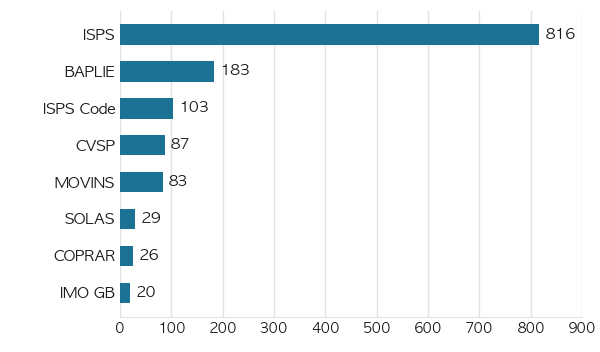 ISPS 816
BAPLIE 183
ISPS Code 103
CVSP 87
MOVINS 83
SOLAS 29
COPRAR 26
IMO GB 20
0 100 200 300 400 500 600 700 800 900